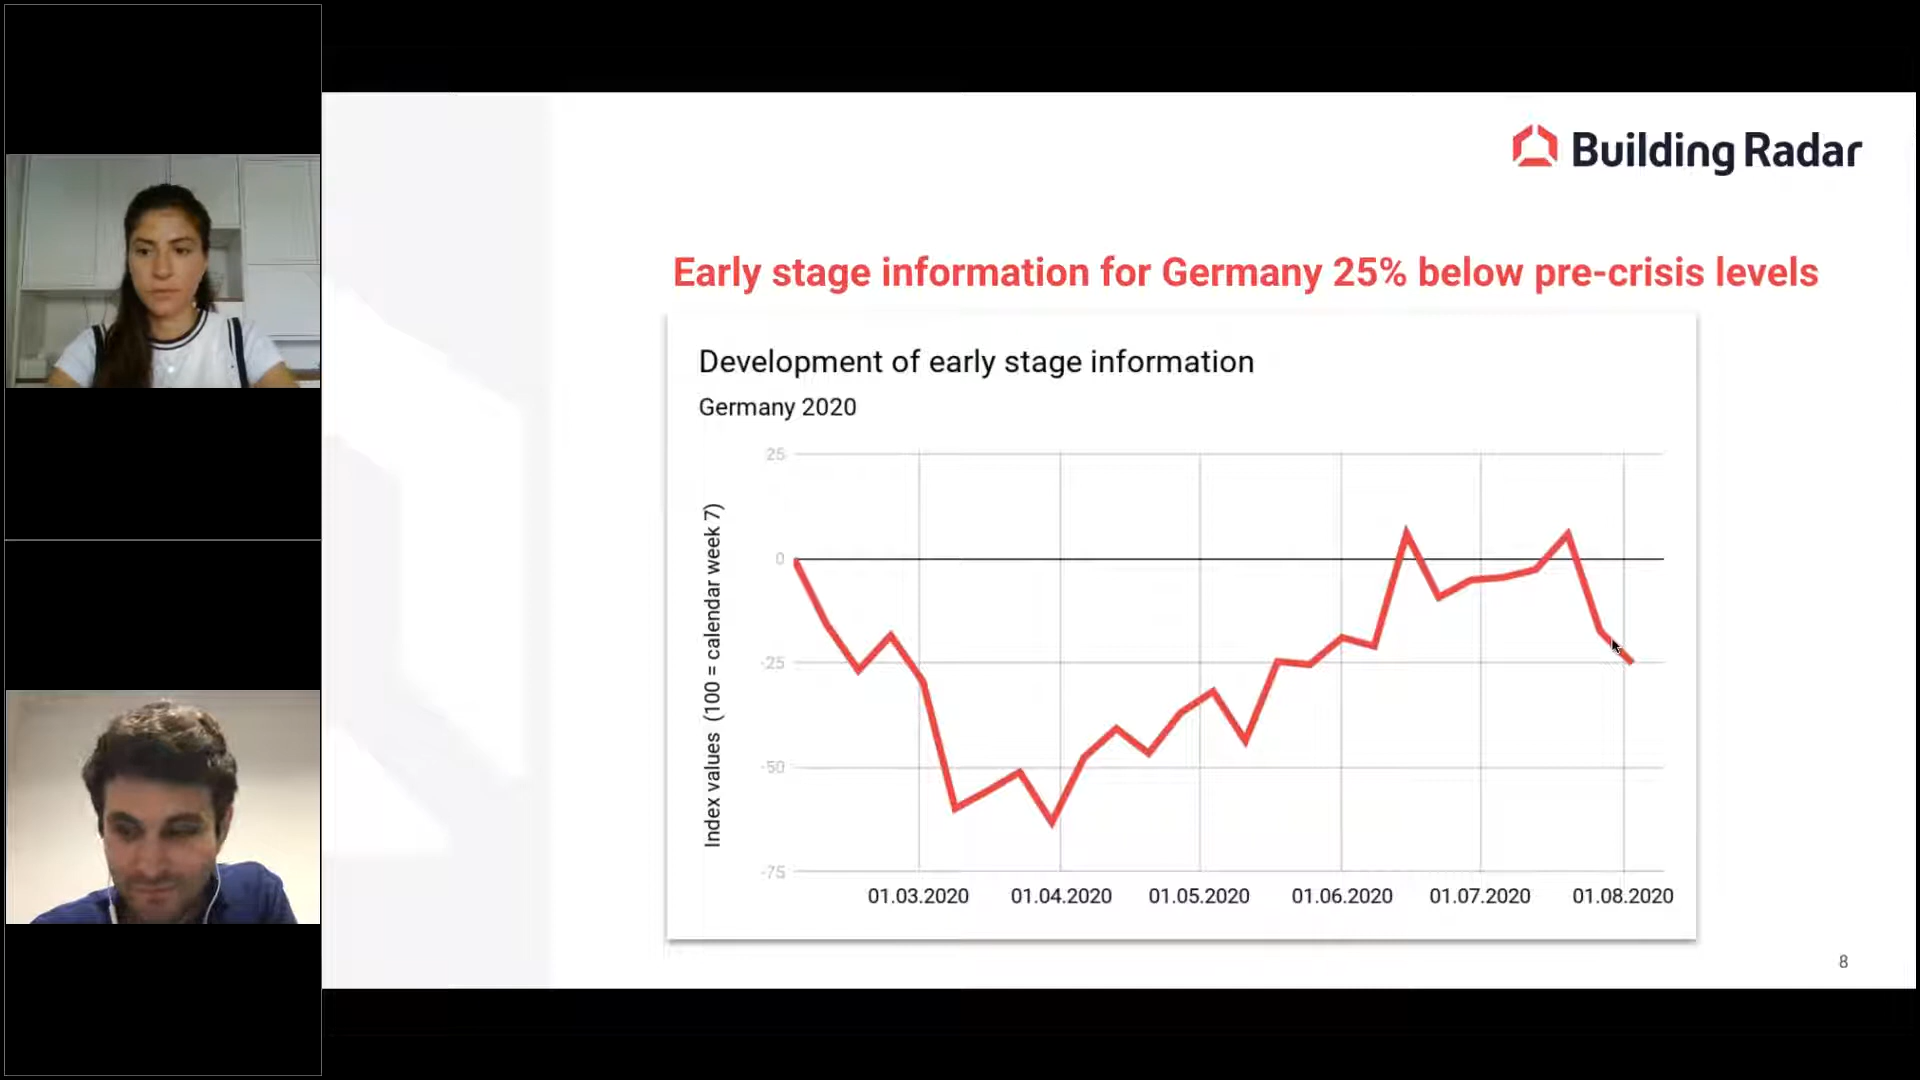 Building Radar
Early stage information for Germany 25% below pre-crisis levels
Development of early stage information
Germany 2020
Index values (100 = calendar week 7)
25
0
-25
-50
-75
01.03.2020
01.04.2020
01.05.2020
01.06.2020
01.07.2020
01.08.2020
8